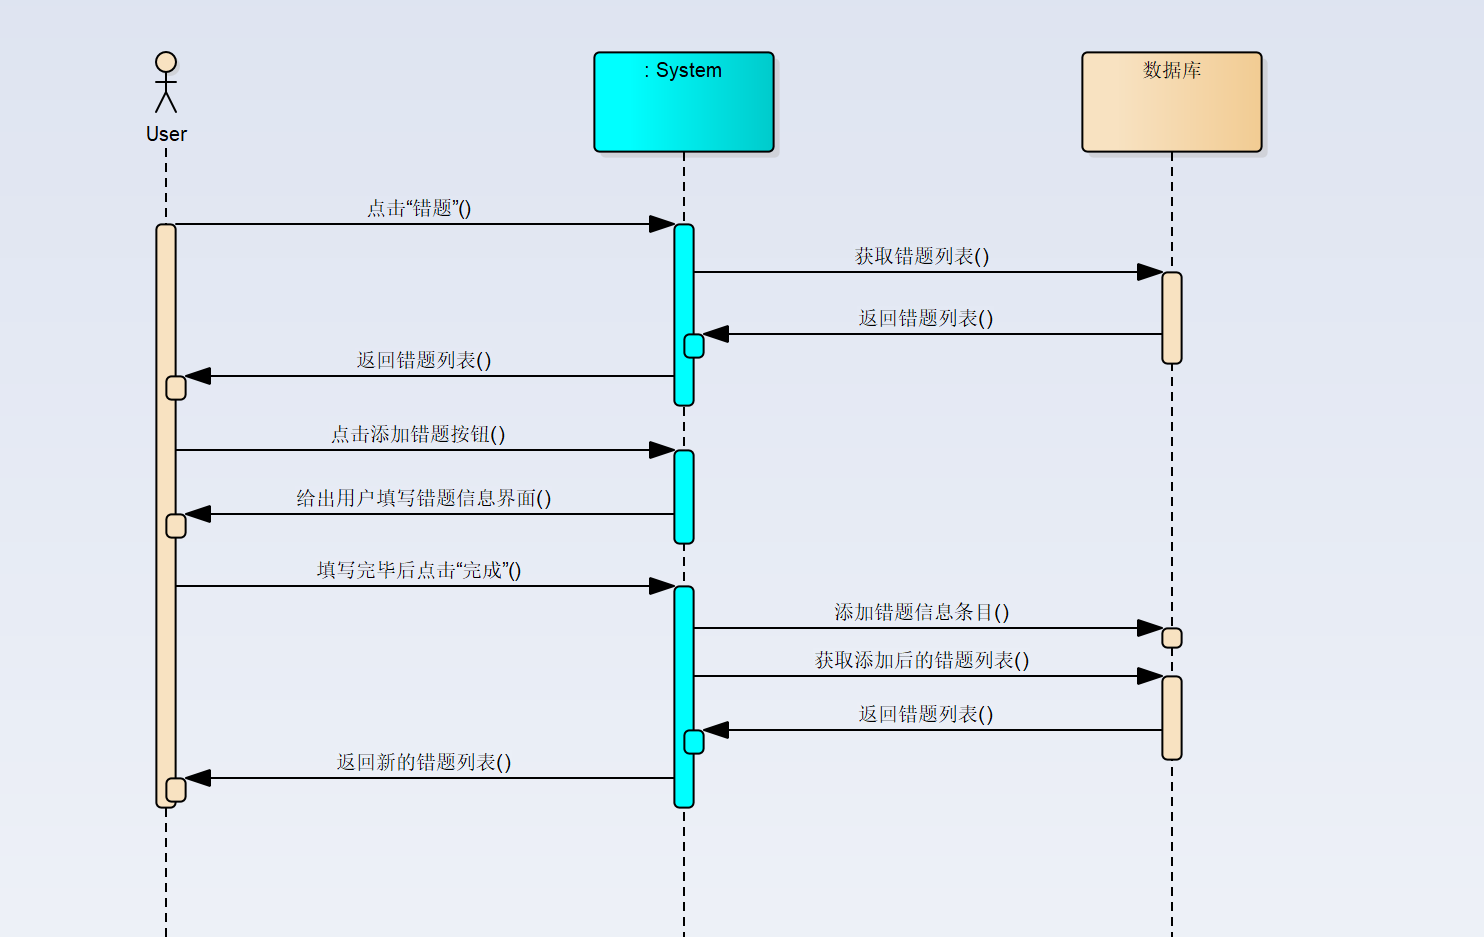 User
: System
数据库
点击“错题”()
获取错题列表()
返回错题列表()
返回错题列表()
点击添加错题按钮()
给出用户填写错题信息界面()
填写完毕后点击“完成”()
添加错题信息条目()
获取添加后的错题列表()
返回错题列表()
返回新的错题列表()